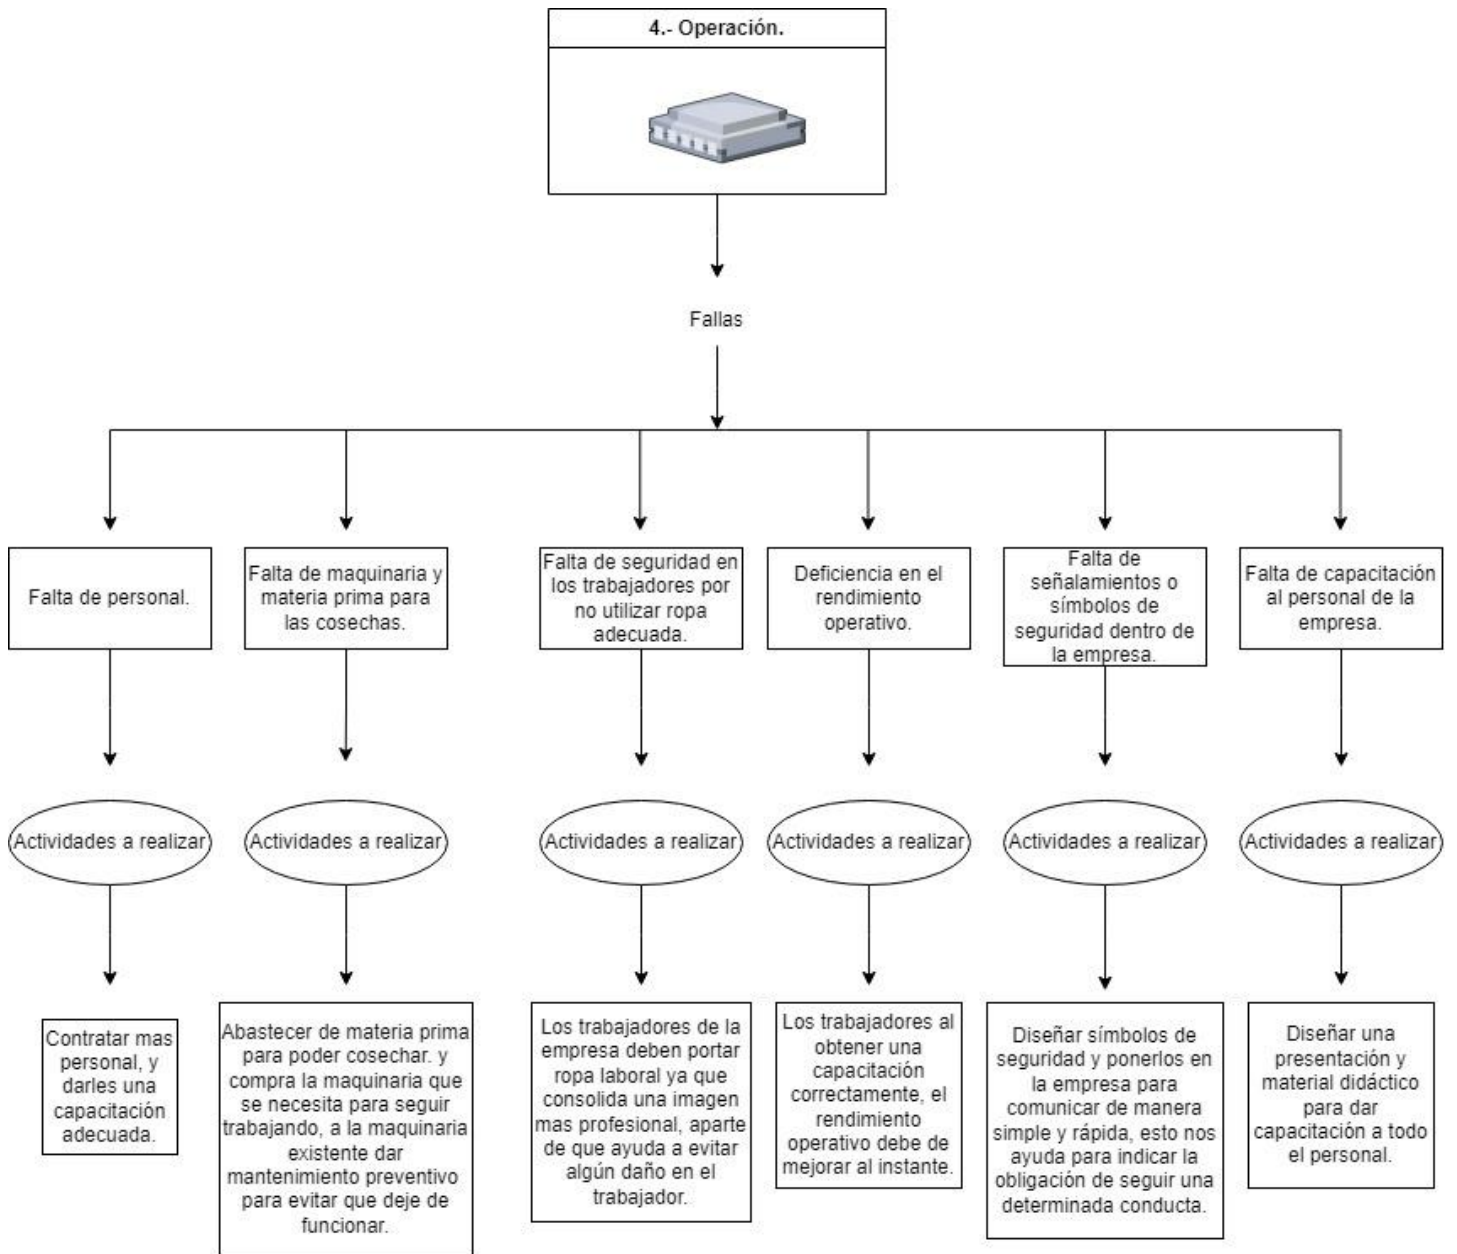 4.- Operación.
Fallas
Falta de personal.
Falta de maquinaria y
materia prima para
las cosechas.
Falta de seguridad en
los trabajadores por
no utilizar ropa
adecuada.
Deficiencia en el
rendimiento
operativo.
Falta de
señalamientos o
símbolos de
seguridad dentro de
la empresa.
Falta de capacitación
al personal de la
empresa.
Actividades a realizar
Actividades a realizar
Actividades a realizar
Actividades a realizar
Actividades a realizar
Actividades a realizar
Contratar mas
personal, y
darles una
capacitación
adecuada.
Abastecer de materia prima
para poder cosechar. y
compra la maquinaria que
se necesita para seguir
trabajando, a la maquinaria
existente dar
mantenimiento preventivo
para evitar que deje de
funcionar.
Los trabajadores de la
empresa deben portar
ropa laboral ya que
consolida una imagen
mas profesional, aparte
de que ayuda a evitar
algún daño en el
trabajador.
Los trabajadores al
obtener una
capacitación
correctamente, el
rendimiento
operativo debe de
mejorar al instante.
Diseñar símbolos de
seguridad y ponerlos en
la empresa para
comunicar de manera
simple y rápida, esto nos
ayuda para indicar la
obligación de seguir una
determinada conducta.
Diseñar una
presentación y
material didáctico
para dar
capacitación a todo
el personal.